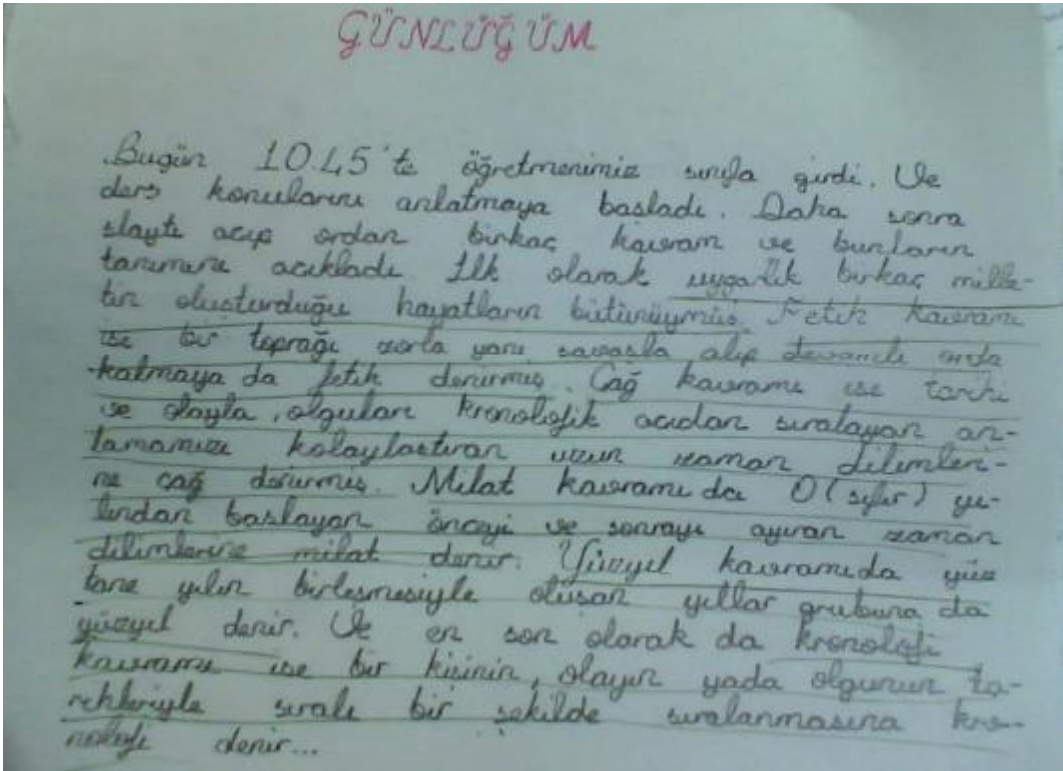 GÜNLÜĞÜM
Bugün 10.45'te öğretmenimiz sınıfa girdi. Ve
ders konularını anlatmaya başladı. Daha sonra
slaytı açıp ordan birkaç kavram ve bunların
tanımını açıkladı. İlk olarak uygarlık birkaç mille-
tin oluşturduğu hayatların bütünüymüş. Fetih kavramı
ise bir toprağı zorla yani savaşla alıp devamlı orda
kalmaya da fetih denirmiş. Çağ kavramı ise tarihi
ve olayla, olguları kronolojik açıdan sıralayan an-
lamamızı kolaylaştıran uzun zaman dilimleri-
ne çağ denirmiş. Milat kavramı da 0 (sıfır) yı-
lından başlayan önceyi ve sonrayı ayıran zaman
dilimlerine milat denir. Yüzyıl kavramıda yüz
tane yılın birleşmesiyle oluşan yıllar grubuna da
yüzyıl denir. Ve en son olarak da kronoloji
kavramı ise bir kişinin, olayın yada olgunun ta-
rihleriyle sıralı bir şekilde sıralanmasına kro-
noloji denir...